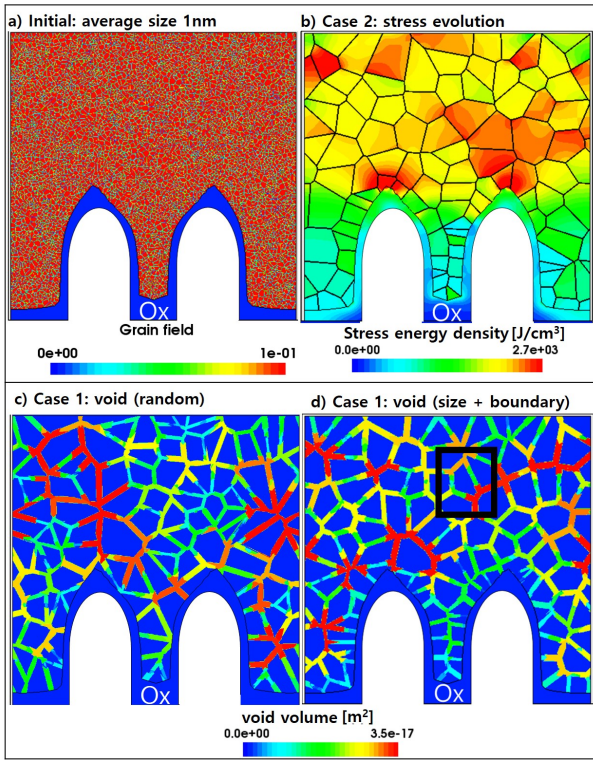 a) Initial: average size 1nm
b) Case 2: stress evolution
Ox
Ox
Grain field
0e+00
1e-01
Stress energy density [J/cm³]
0.0e+00
2.7e+03
c) Case 1: void (random)
d) Case 1: void (size + boundary)
Ox
Ox
void volume [m²]
0.0e+00
3.5e-17